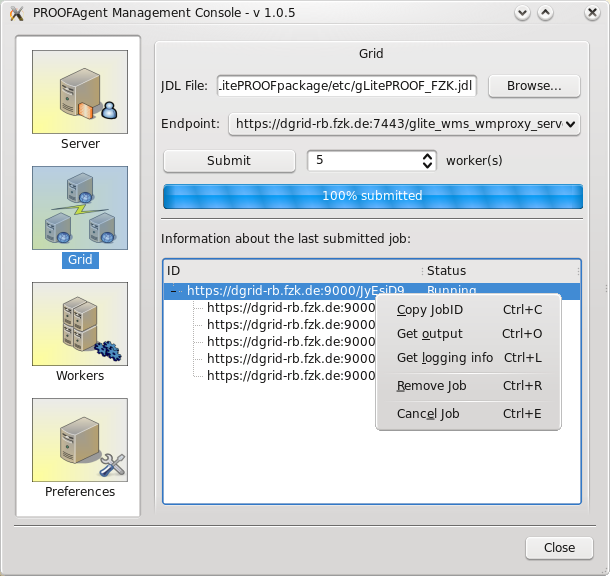 PROOFAgent Management Console - v 1.0.5
Server
Grid
Workers
Preferences
Grid
JDL File: LitePROOFpackage/etc/gLitePROOF_FZK.jdl Browse...
Endpoint: https://dgrid-rb.fzk.de:7443/glite_wms_wmproxy_serv
Submit 5 worker(s)
100% submitted
Information about the last submitted job:
ID Status
https://dgrid-rb.fzk.de:9000/JyEsiD9 Running
https://dgrid-rb.fzk.de:9000
https://dgrid-rb.fzk.de:9000
https://dgrid-rb.fzk.de:9000
https://dgrid-rb.fzk.de:9000
https://dgrid-rb.fzk.de:9000
Copy JobID Ctrl+C
Get output Ctrl+O
Get logging info Ctrl+L
Remove Job Ctrl+R
Cancel Job Ctrl+E
Close